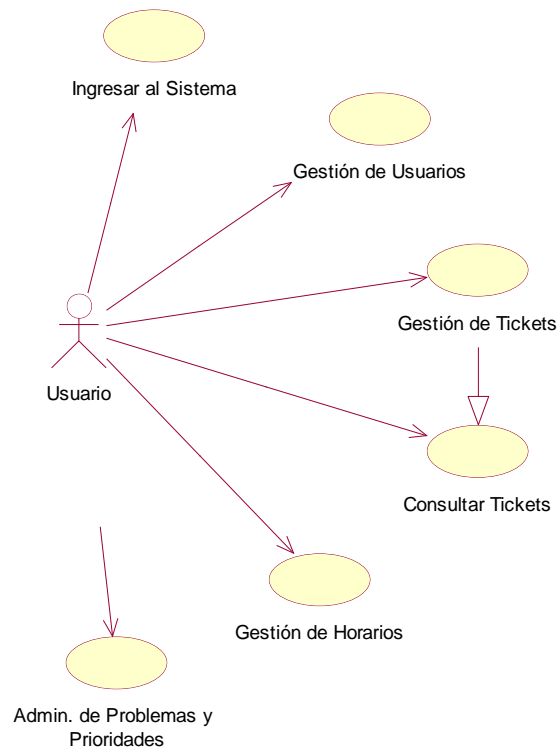 Ingresar al Sistema
Gestión de Usuarios
Gestión de Tickets
Usuario
Consultar Tickets
Gestión de Horarios
Admin. de Problemas y
Prioridades